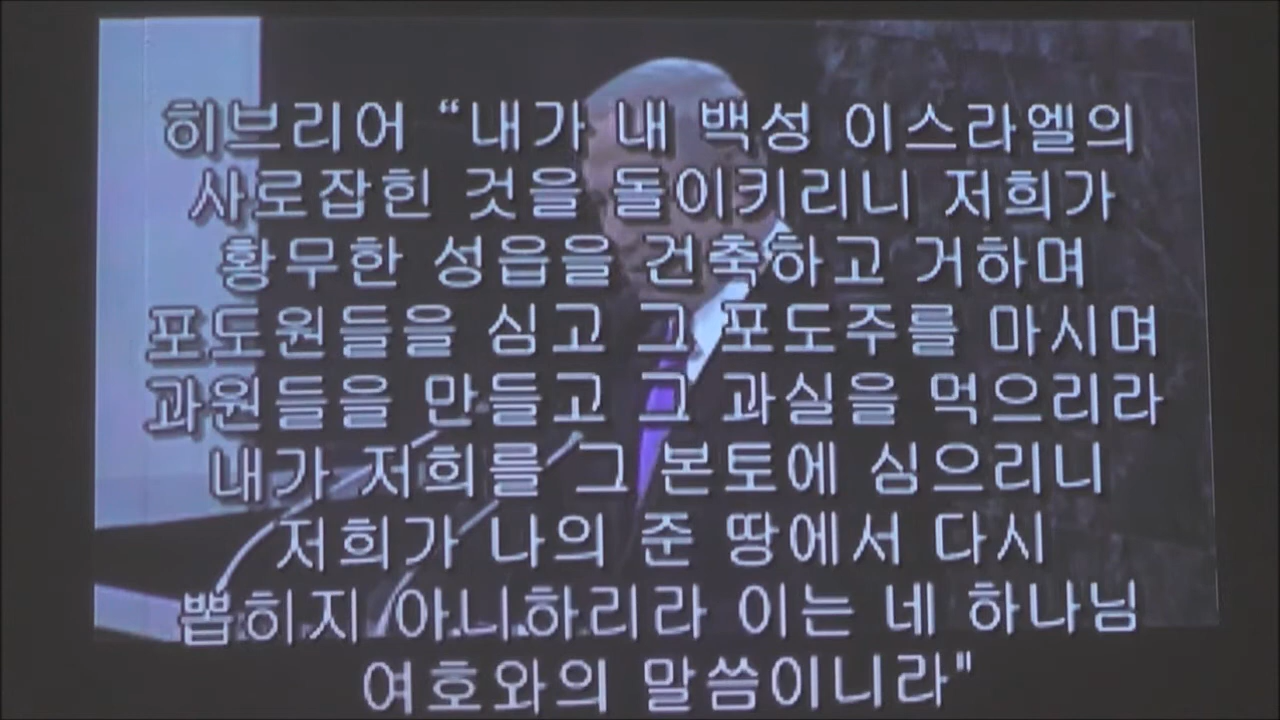 히브리어 “내가 내 백성 이스라엘의
사로잡힌 것을 돌이키리니 저희가
황무한 성읍을 건축하고 거하며
포도원들을 심고 그 포도주를 마시며
과원들을 만들고 그 과실을 먹으리라
내가 저희를 그 본토에 심으리니
저희가 나의 준 땅에서 다시
뽑히지 아니하리라 이는 네 하나님
여호와의 말씀이니라"